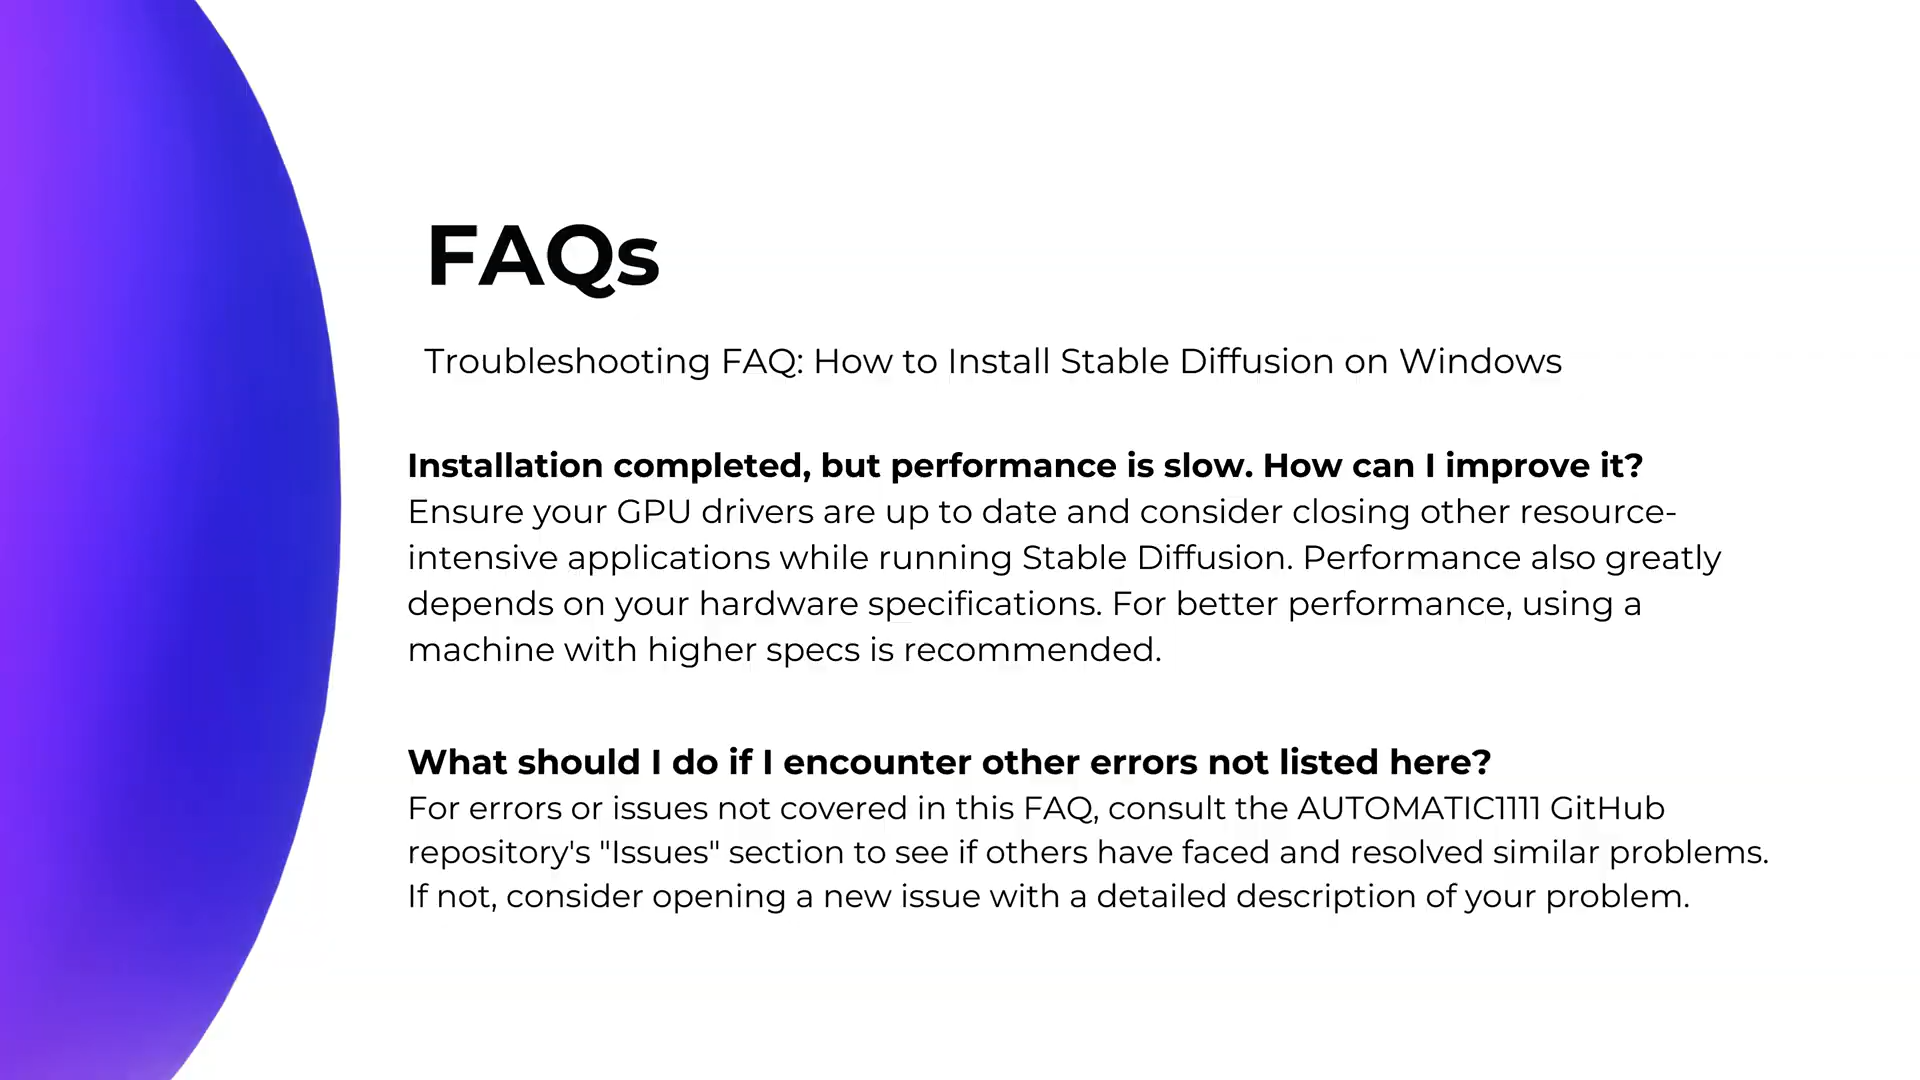 FAQs
Troubleshooting FAQ: How to Install Stable Diffusion on Windows
Installation completed, but performance is slow. How can I improve it?
Ensure your GPU drivers are up to date and consider closing other resource-
intensive applications while running Stable Diffusion. Performance also greatly
depends on your hardware specifications. For better performance, using a
machine with higher specs is recommended.
What should I do if I encounter other errors not listed here?
For errors or issues not covered in this FAQ, consult the AUTOMATIC1111 GitHub
repository's "Issues" section to see if others have faced and resolved similar problems.
If not, consider opening a new issue with a detailed description of your problem.